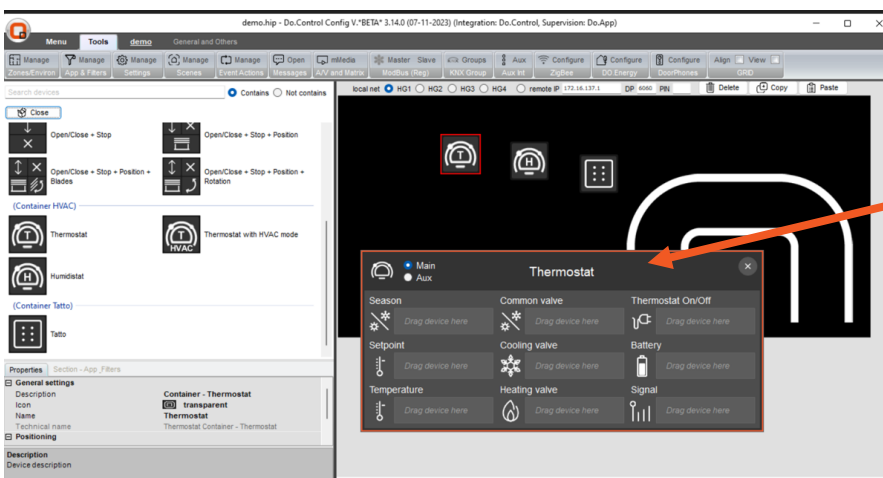 demo.hip - Do.Control Config V.*BETA* 3.14.0 (07-11-2023) (Integration: Do.Control, Supervision: Do.App)
Menu Tools demo General and Others
Manage Manage Manage Manage Manage Open mMedia Master Slave Groups Aux Configure Configure Configure Align View
Zones/Environ App & Filters Settings Scenes Event Actions Messages A/V and Matrix ModBus (Reg) KNX Group Aux Int ZigBee DO.Energy DoorPhones GRID
Search devices Contains Not contains local net HG1 HG2 HG3 HG4 remote IP 172.16.137.1 DP 6060 PIN Delete Copy Paste
Close
Open/Close + Stop Open/Close + Stop + Position
Open/Close + Stop + Position + Blades Open/Close + Stop + Position + Rotation
(Container HVAC)
T Thermostat T HVAC Thermostat with HVAC mode
H Humidistat
(Container Tatto)
Tatto
T H
Main
Aux
Thermostat
Season Common valve Thermostat On/Off
Drag device here Drag device here Drag device here
Setpoint Cooling valve Battery
Drag device here Drag device here Drag device here
Temperature Heating valve Signal
Drag device here Drag device here Drag device here
Properties Section - App ,Filters
General settings
Description Container - Thermostat
Icon transparent
Name Thermostat
Technical name Thermostat Container - Thermostat
Positioning
Description
Device description